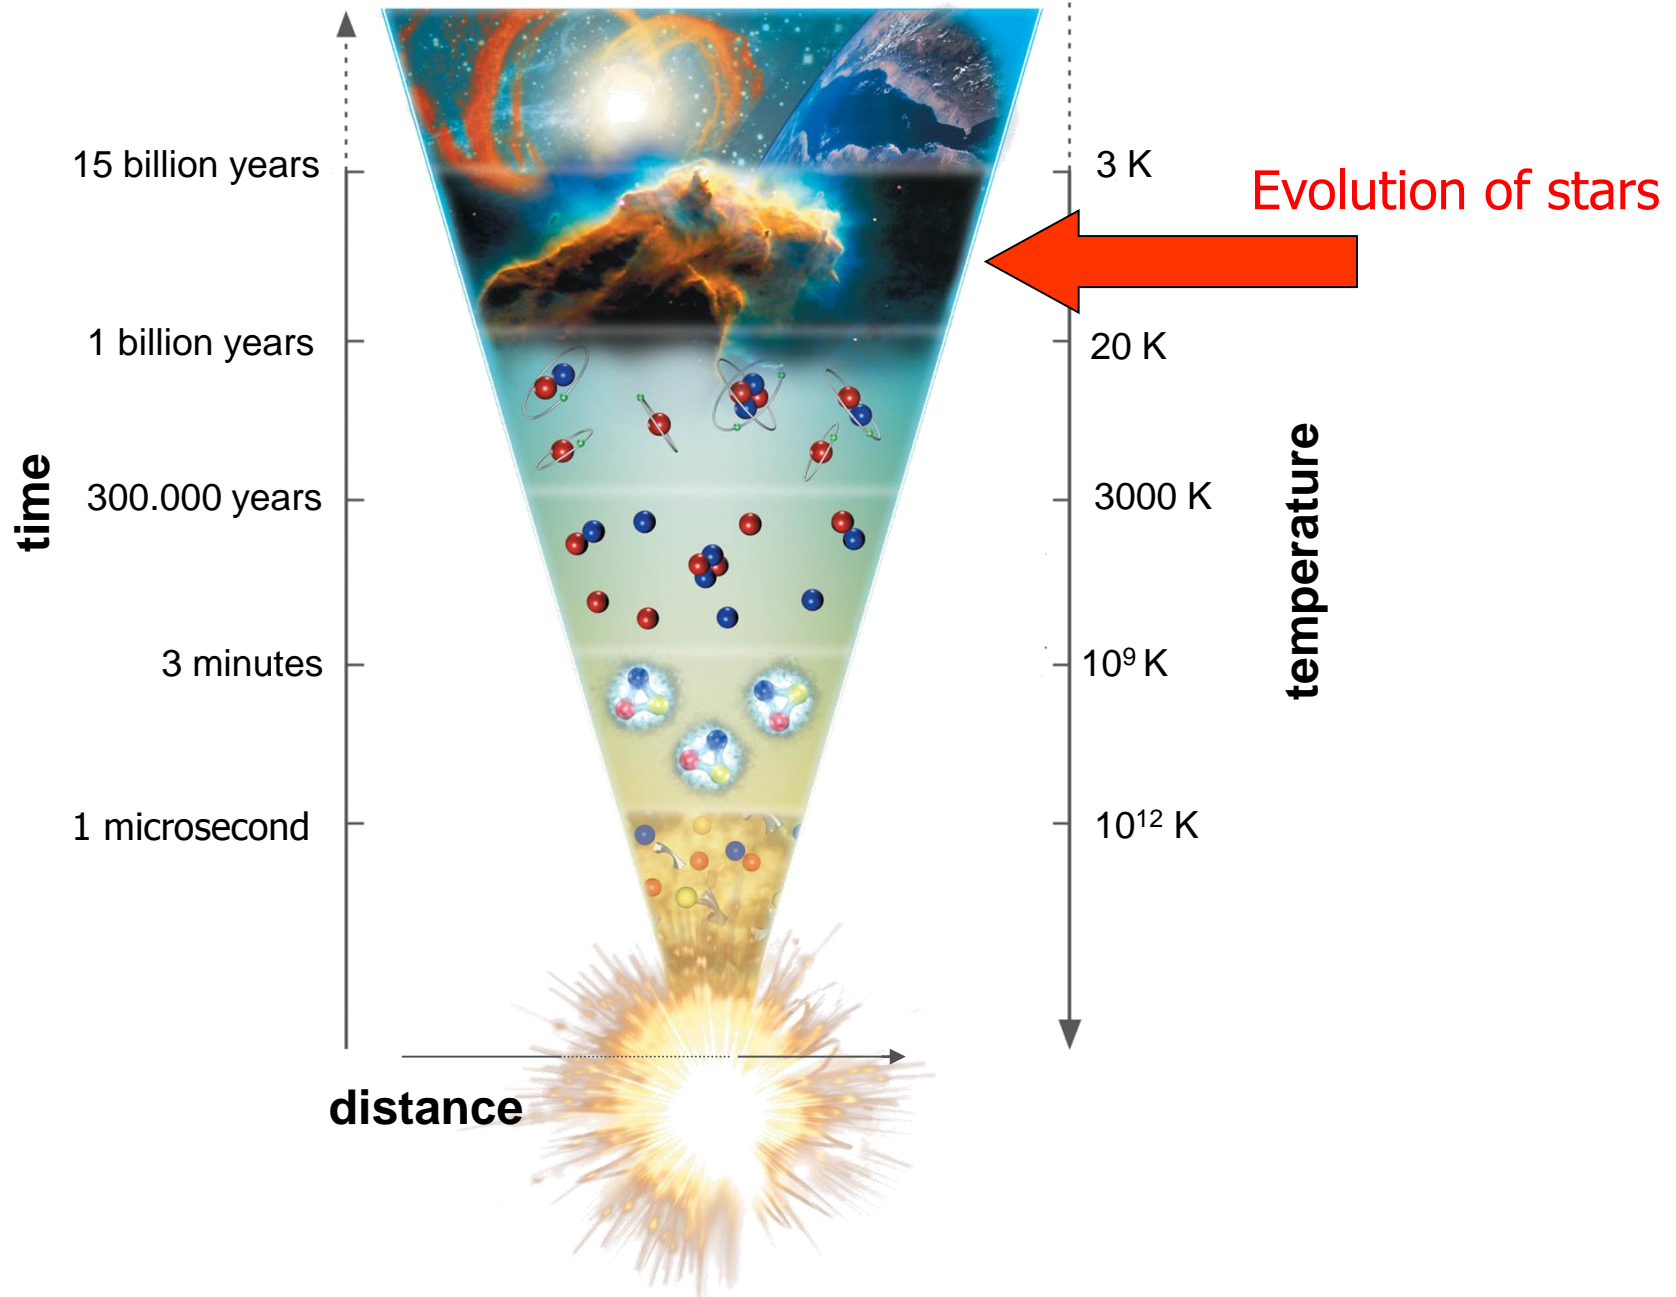 15 billion years
3 K
Evolution of stars
1 billion years
20 K
time
300.000 years
3000 K
temperature
3 minutes
10⁹ K
1 microsecond
10¹² K
distance